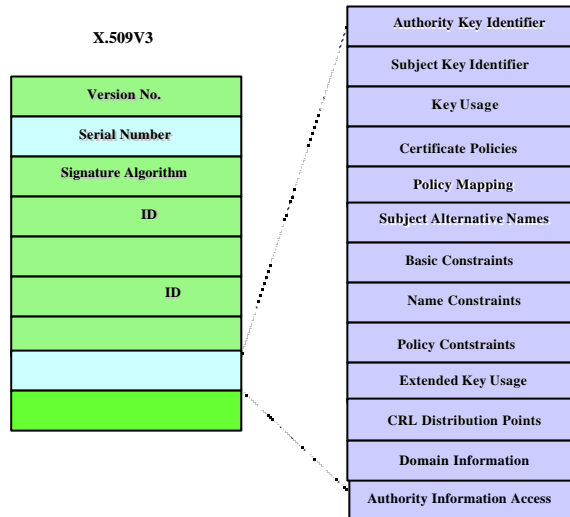 X.509V3
Version No.
Serial Number
Signature Algorithm
ID
ID
Authority Key Identifier
Subject Key Identifier
Key Usage
Certificate Policies
Policy Mapping
Subject Alternative Names
Basic Constraints
Name Constraints
Policy Contstraints
Extended Key Usage
CRL Distribution Points
Domain Information
Authority Information Access